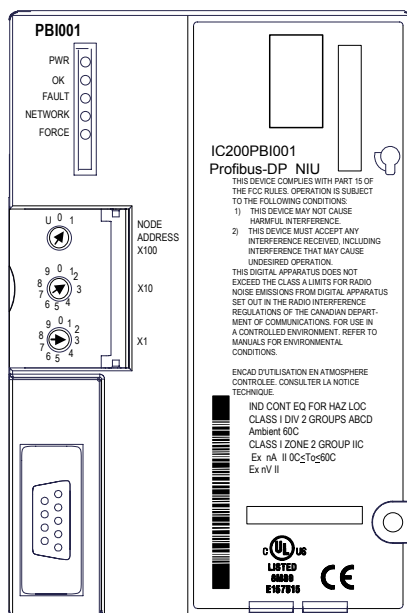 PBI001
PWR
OK
FAULT
NETWORK
FORCE
U 0 1
NODE
ADDRESS
X100
9 0 1
8 2
7 3
6 5 4
X10
9 0 1
8 2
7 3
6 5 4
X1
IC200PBI001
Profibus-DP NIU
THIS DEVICE COMPLIES WITH PART 15 OF
THE FCC RULES. OPERATION IS SUBJECT
TO THE FOLLOWING CONDITIONS:
1) THIS DEVICE MAY NOT CAUSE
HARMFUL INTERFERENCE.
2) THIS DEVICE MUST ACCEPT ANY
INTERFERENCE RECEIVED, INCLUDING
INTERFERENCE THAT MAY CAUSE
UNDESIRED OPERATION.
THIS DIGITAL APPARATUS DOES NOT
EXCEED THE CLASS A LIMITS FOR RADIO
NOISE EMISSIONS FROM DIGITAL APPARATUS
SET OUT IN THE RADIO INTERFERENCE
REGULATIONS OF THE CANADIAN DEPART-
MENT OF COMMUNICATIONS. FOR USE IN
A CONTROLLED ENVIRONMENT. REFER TO
MANUALS FOR ENVIRONMENTAL
CONDITIONS.
ENCAD D'UTILISATION EN ATMOSPHERE
CONTROLEE. CONSULTER LA NOTICE
TECHNIQUE.
IND CONT EQ FOR HAZ LOC
CLASS I DIV 2 GROUPS ABCD
Ambient 60C
CLASS I ZONE 2 GROUP IIC
Ex nA II 0C≤To≤60C
Ex nV II
C UL US
LISTED
E157515
CE